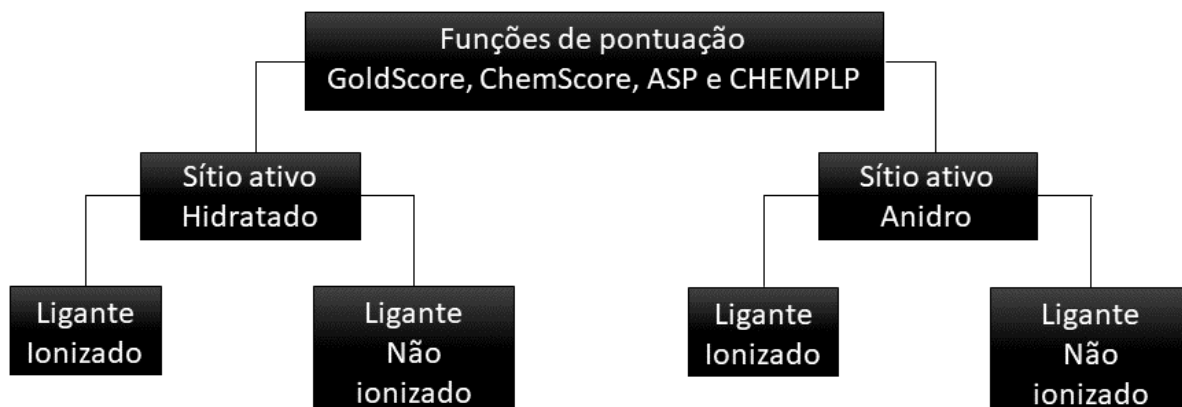 Funções de pontuação
GoldScore, ChemScore, ASP e CHEMPLP
Sítio ativo
Hidratado
Sítio ativo
Anidro
Ligante
Ionizado
Ligante
Não
ionizado
Ligante
Ionizado
Ligante
Não
ionizado